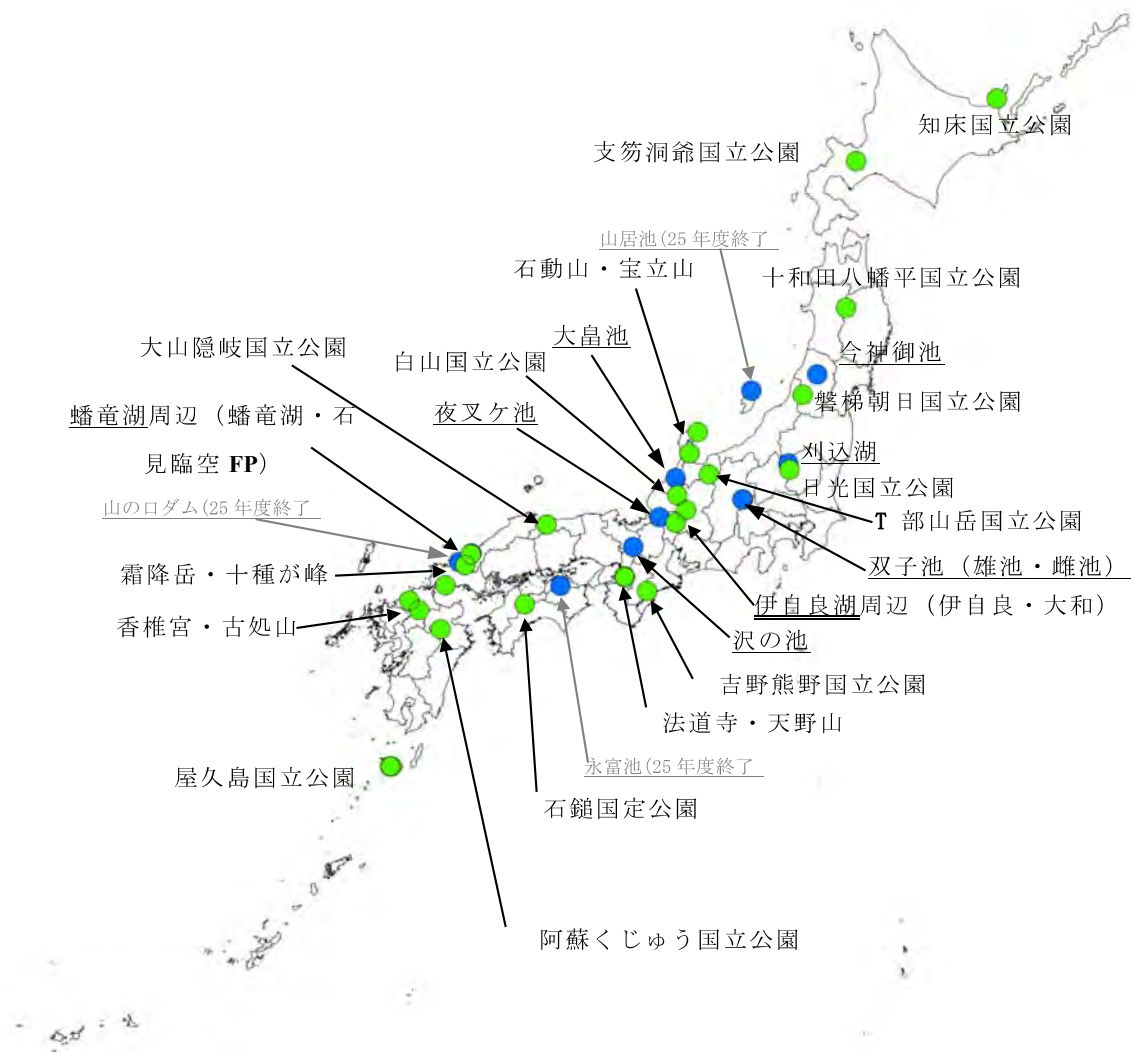 知床国立公園
支笏洞爺国立公園
山居池(25 年度終了
石動山・宝立山
十和田八幡平国立公園
大畠池
大山隠岐国立公園
白山国立公園
今神御池
磐梯朝日国立公園
蟠竜湖周辺（蟠竜湖・石
見臨空 FP）
夜叉ケ池
刈込湖
日光国立公園
山の口ダム(25 年度終了
T 部山岳国立公園
霜降岳・十種が峰
双子池（雄池・雌池）
伊自良湖周辺（伊自良・大和）
香椎宮・古処山
沢の池
吉野熊野国立公園
法道寺・天野山
永富池(25 年度終了
屋久島国立公園
石鎚国定公園
阿蘇くじゅう国立公園